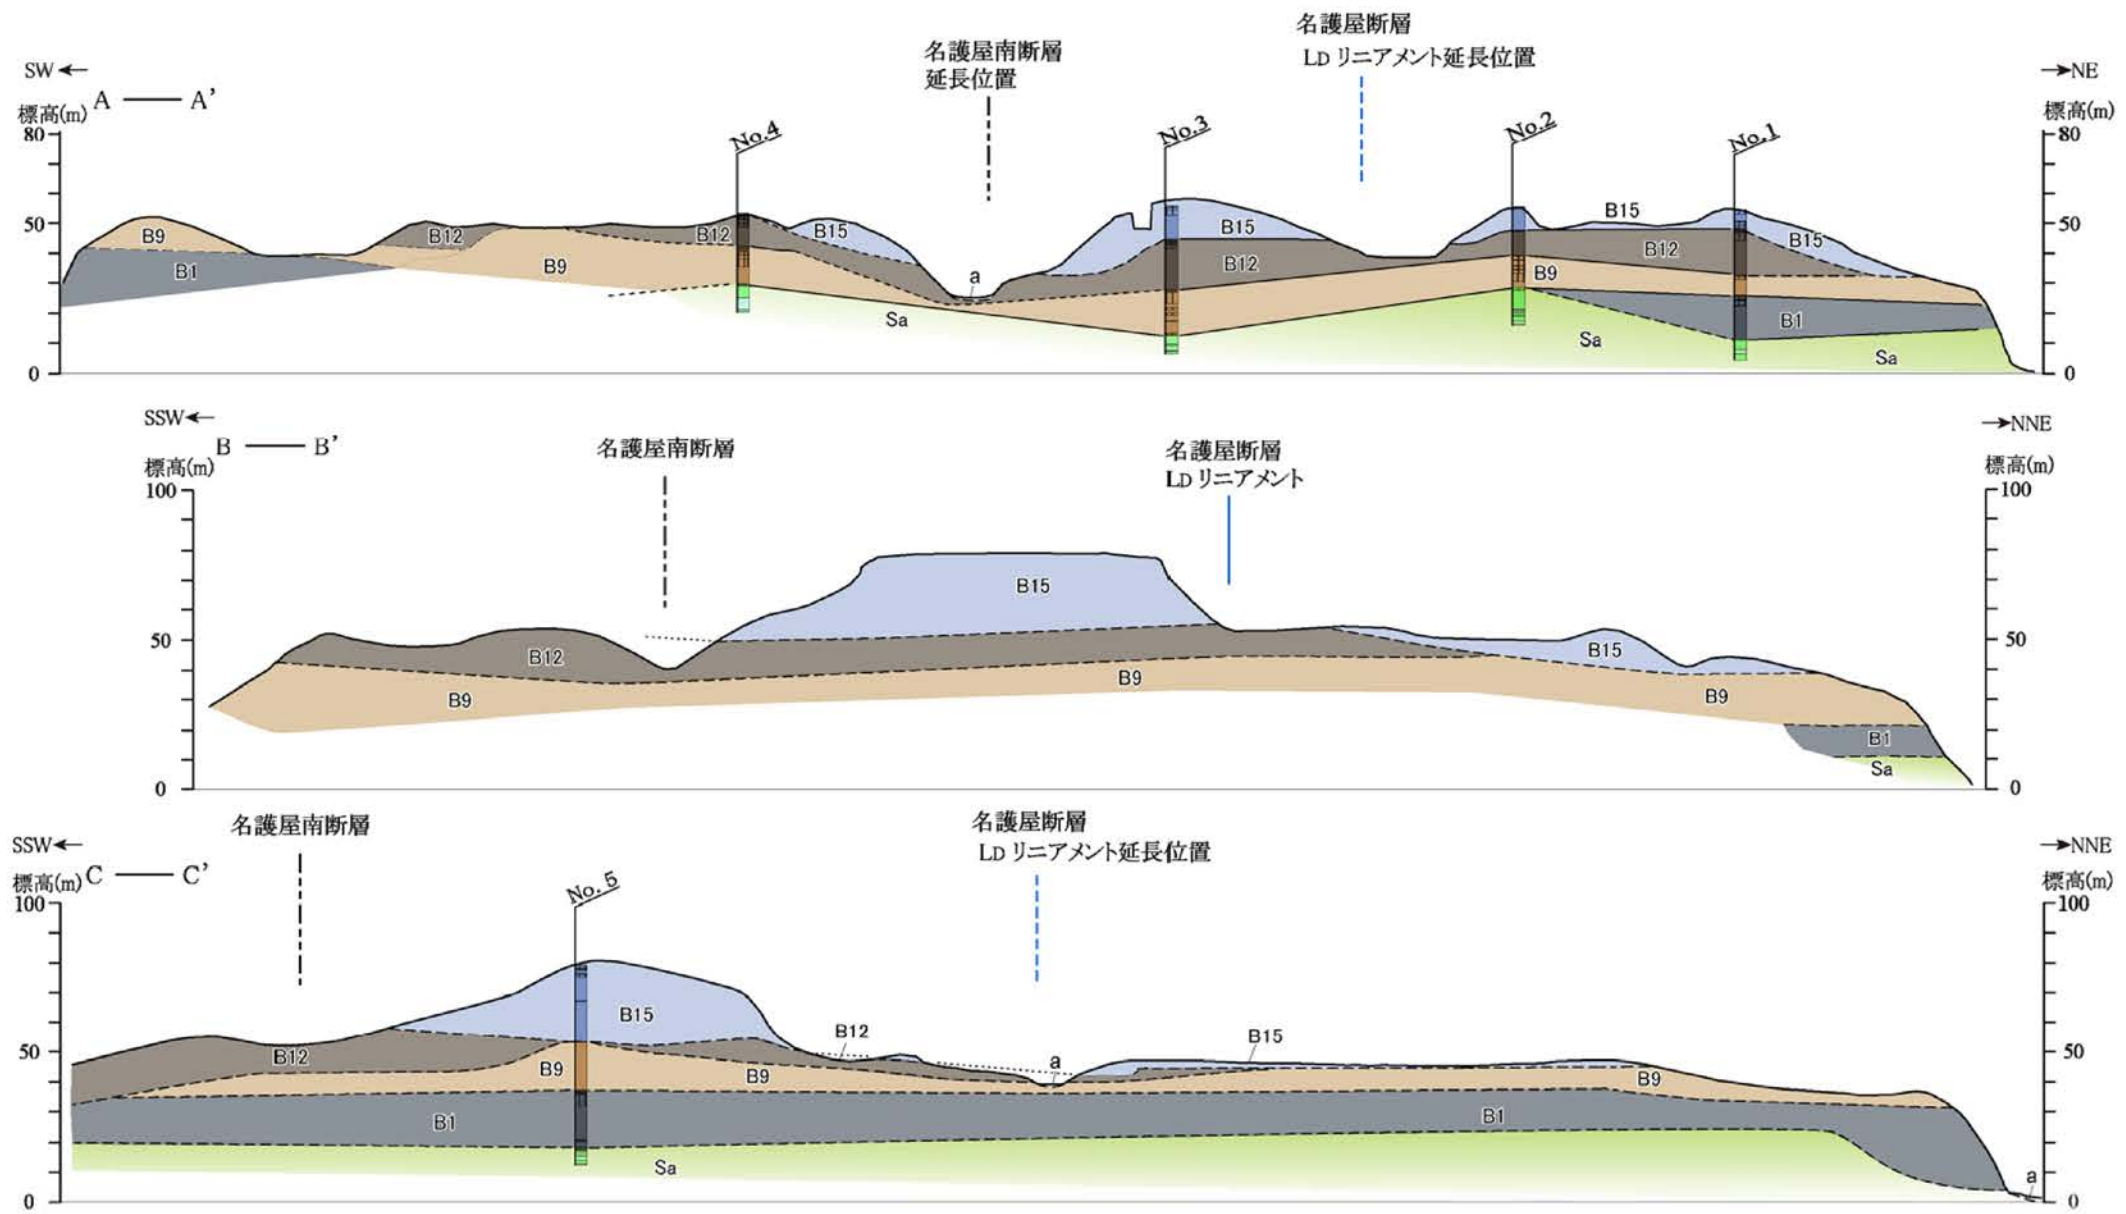 名護屋断層
LD リニアメント延長位置
名護屋南断層
延長位置
SW←
→NE
A —— A'
標高(m)
標高(m)
80
80
No.4
No.3
No.2
No.1
50
50
B9
B12
B12
B15
B15
B15
B15
B12
B12
B1
B9
B9
a
B1
Sa
Sa
Sa
0
0
SSW←
→NNE
B —— B'
名護屋南断層
名護屋断層
LD リニアメント
標高(m)
標高(m)
100
100
B15
50
50
B12
B15
B9
B9
B9
B1
Sa
0
0
名護屋南断層
名護屋断層
LD リニアメント延長位置
SSW←
→NNE
標高(m)
C —— C'
標高(m)
No. 5
100
100
B15
B12
B15
50
50
B12
a
B9
B9
B9
B1
B1
Sa
a
0
0